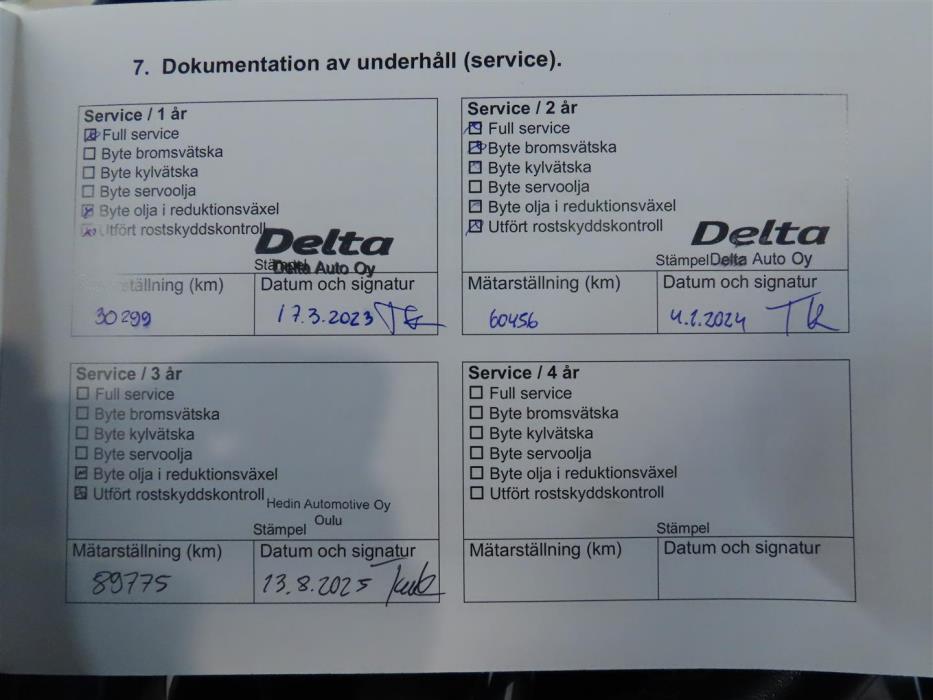 7. Dokumentation av underhåll (service).
Service / 1 år
Full service
Byte bromsvätska
Byte kylvätska
Byte servoolja
Byte olja i reduktionsväxel
Utfört rostskyddskontroll
Delta
Stämpel
Delta Auto Oy
ställning (km)
Datum och signatur
30299
17.3.2023
Service / 2 år
Full service
Byte bromsvätska
Byte kylvätska
Byte servoolja
Byte olja i reduktionsväxel
Utfört rostskyddskontroll
Delta
Stämpel Delta Auto Oy
Mätarställning (km)
Datum och signatur
60456
4.2.2024
Service / 3 år
Full service
Byte bromsvätska
Byte kylvätska
Byte servoolja
Byte olja i reduktionsväxel
Utfört rostskyddskontroll
Hedin Automotive Oy
Oulu
Stämpel
Mätarställning (km)
Datum och signatur
89775
13.8.2025
Service / 4 år
Full service
Byte bromsvätska
Byte kylvätska
Byte servoolja
Byte olja i reduktionsväxel
Utfört rostskyddskontroll
Stämpel
Mätarställning (km)
Datum och signatur